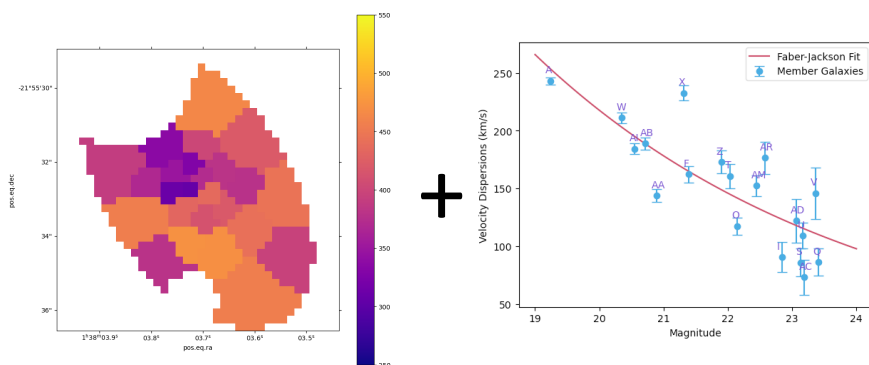 550
500
450
400
350
300
250
-21°55'30"
32"
34"
36"
pos.eq.dec
1ʰ38ᵐ03.9ˢ
03.8ˢ
03.7ˢ
03.6ˢ
03.5ˢ
pos.eq.ra
+
Faber-Jackson Fit
Member Galaxies
250
200
150
100
50
Velocity Dispersions (km/s)
A
W
X
AL
AB
AA
F
Z
T
Q
AR
AM
I
AD
U
V
S
AC
O
19
20
21
22
23
24
Magnitude